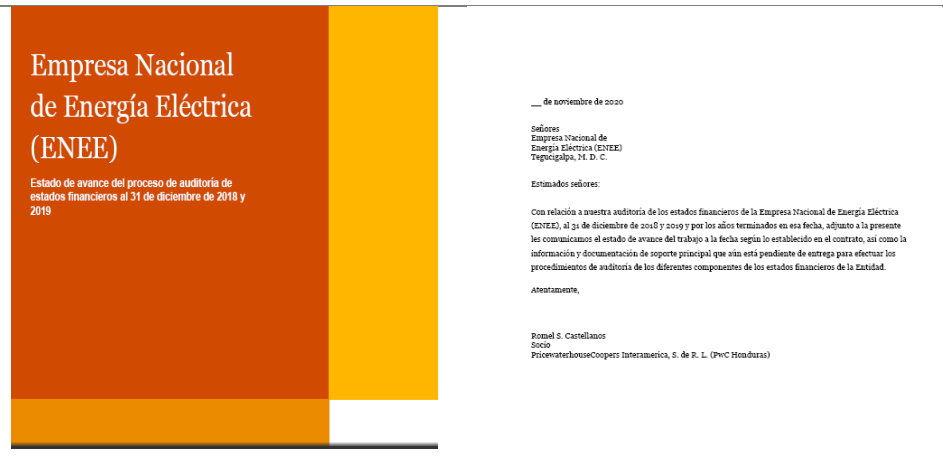 Empresa Nacional
de Energía Eléctrica
(ENEE)
Estado de avance del proceso de auditoría de
estados financieros al 31 de diciembre de 2018 y
2019
__ de noviembre de 2020
Señores
Empresa Nacional de
Energía Eléctrica (ENEE)
Tegucigalpa, M. D. C.
Estimados señores:
Con relación a nuestra auditoría de los estados financieros de la Empresa Nacional de Energía Eléctrica
(ENEE), al 31 de diciembre de 2018 y 2019 y por los años terminados en esa fecha, adjunto a la presente
les comunicamos el estado de avance del trabajo a la fecha según lo establecido en el contrato, así como la
información y documentación de soporte principal que aún está pendiente de entrega para efectuar los
procedimientos de auditoría de los diferentes componentes de los estados financieros de la Entidad.
Atentamente,
Romel S. Castellanos
Socio
PricewaterhouseCoopers Interamerica, S. de R. L. (PwC Honduras)